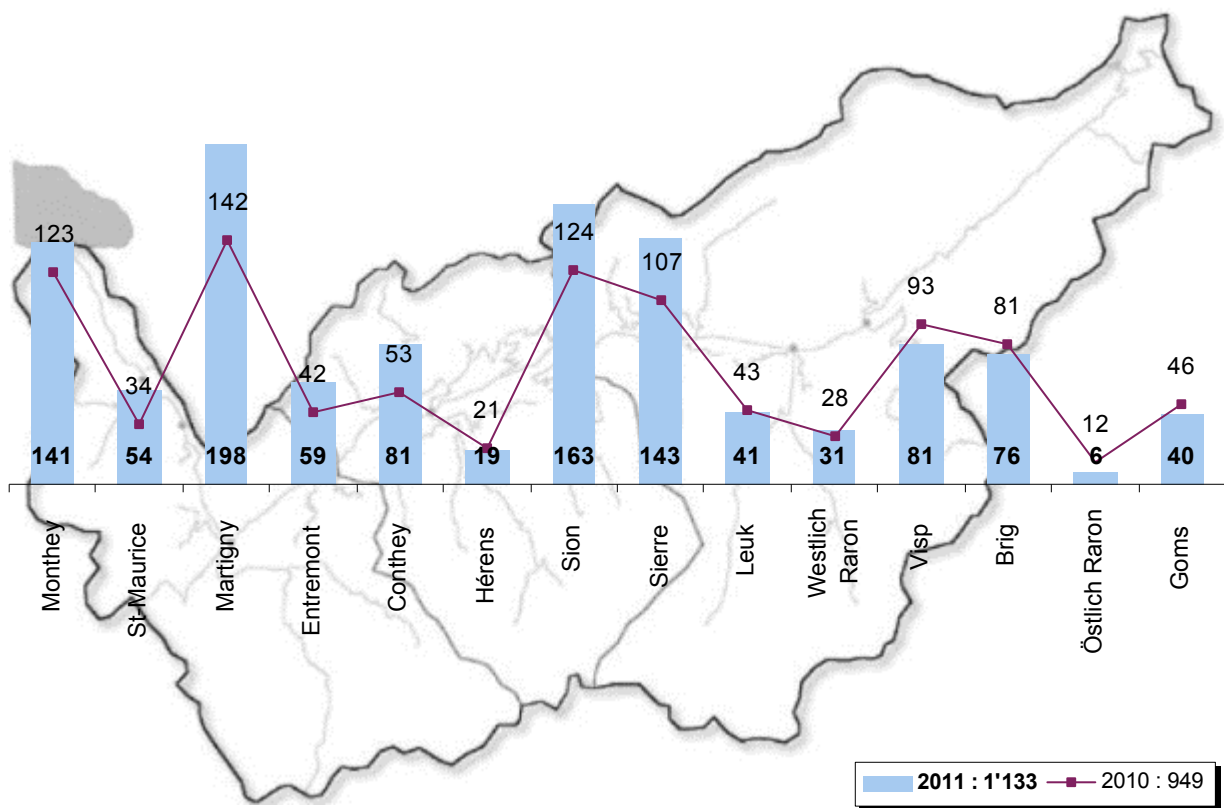 142
123
124
107
93
81
53
42
34
43
46
28
21
12
141
54
198
59
81
19
163
143
41
31
81
76
6
40
Monthey
St-Maurice
Martigny
Entremont
Conthey
Hérens
Sion
Sierre
Leuk
Westlich
Raron
Visp
Brig
Östlich Raron
Goms
2011 : 1'133
2010 : 949